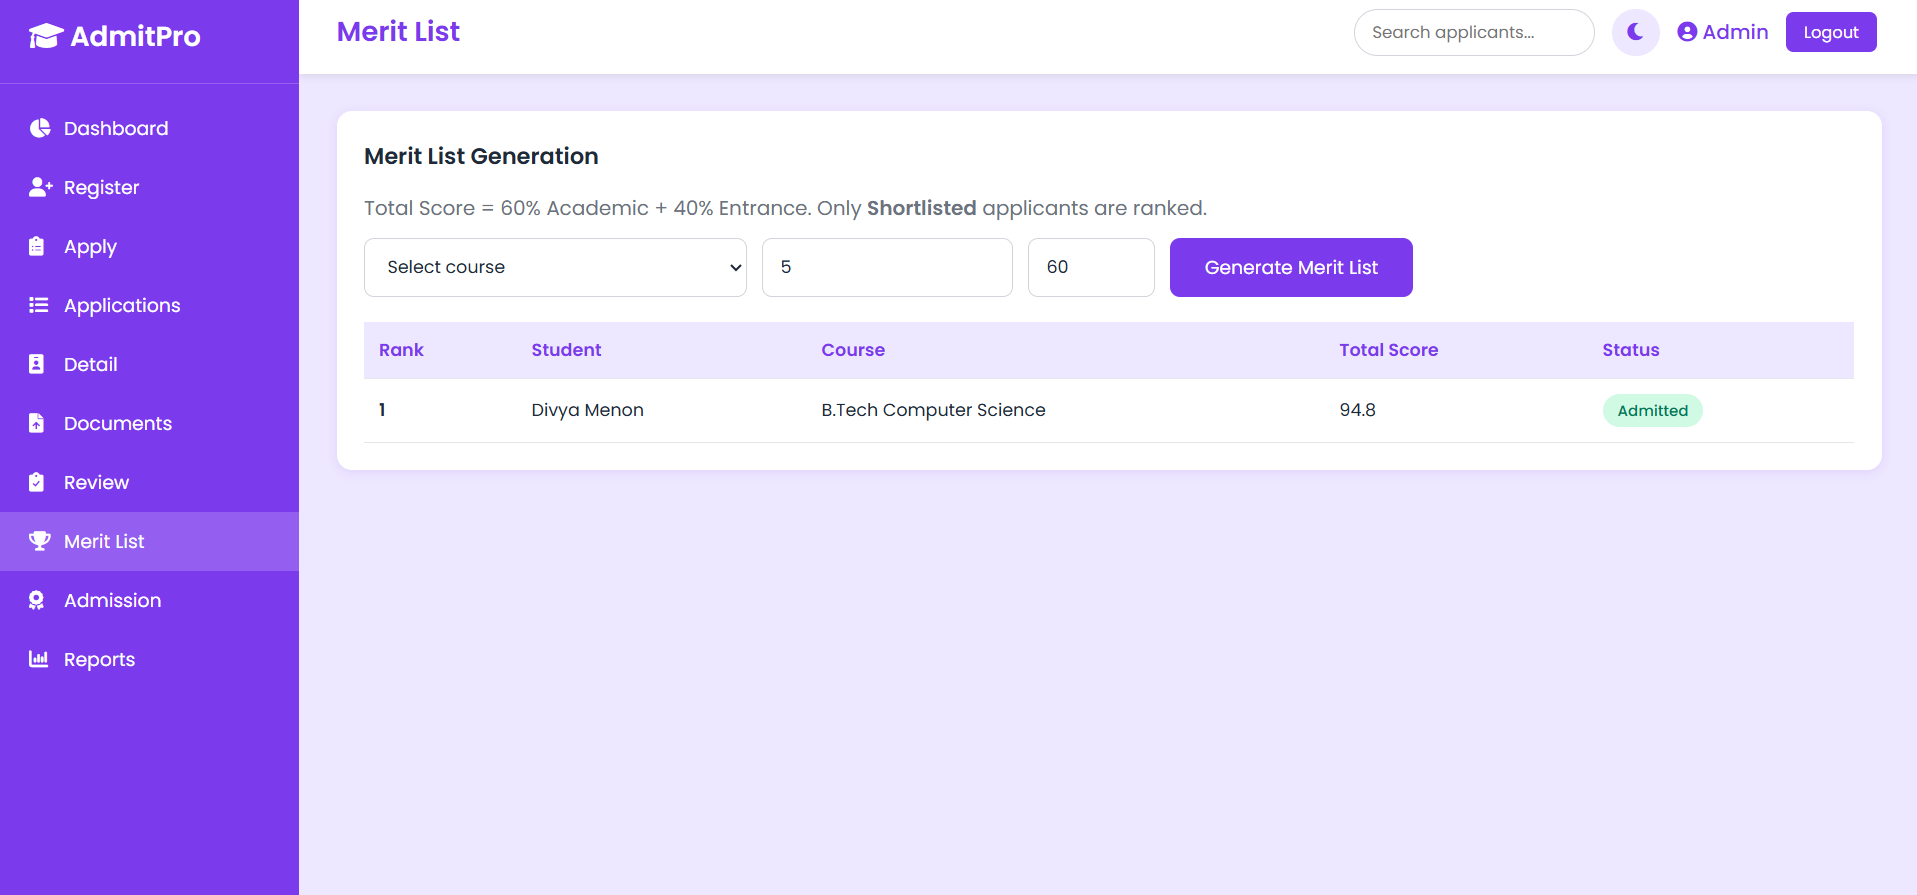 AdmitPro
Dashboard
Register
Apply
Applications
Detail
Documents
Review
Merit List
Admission
Reports
Merit List
Search applicants...
Admin
Logout
Merit List Generation
Total Score = 60% Academic + 40% Entrance. Only Shortlisted applicants are ranked.
Select course 5 60 Generate Merit List
Rank Student Course Total Score Status
1 Divya Menon B.Tech Computer Science 94.8 Admitted